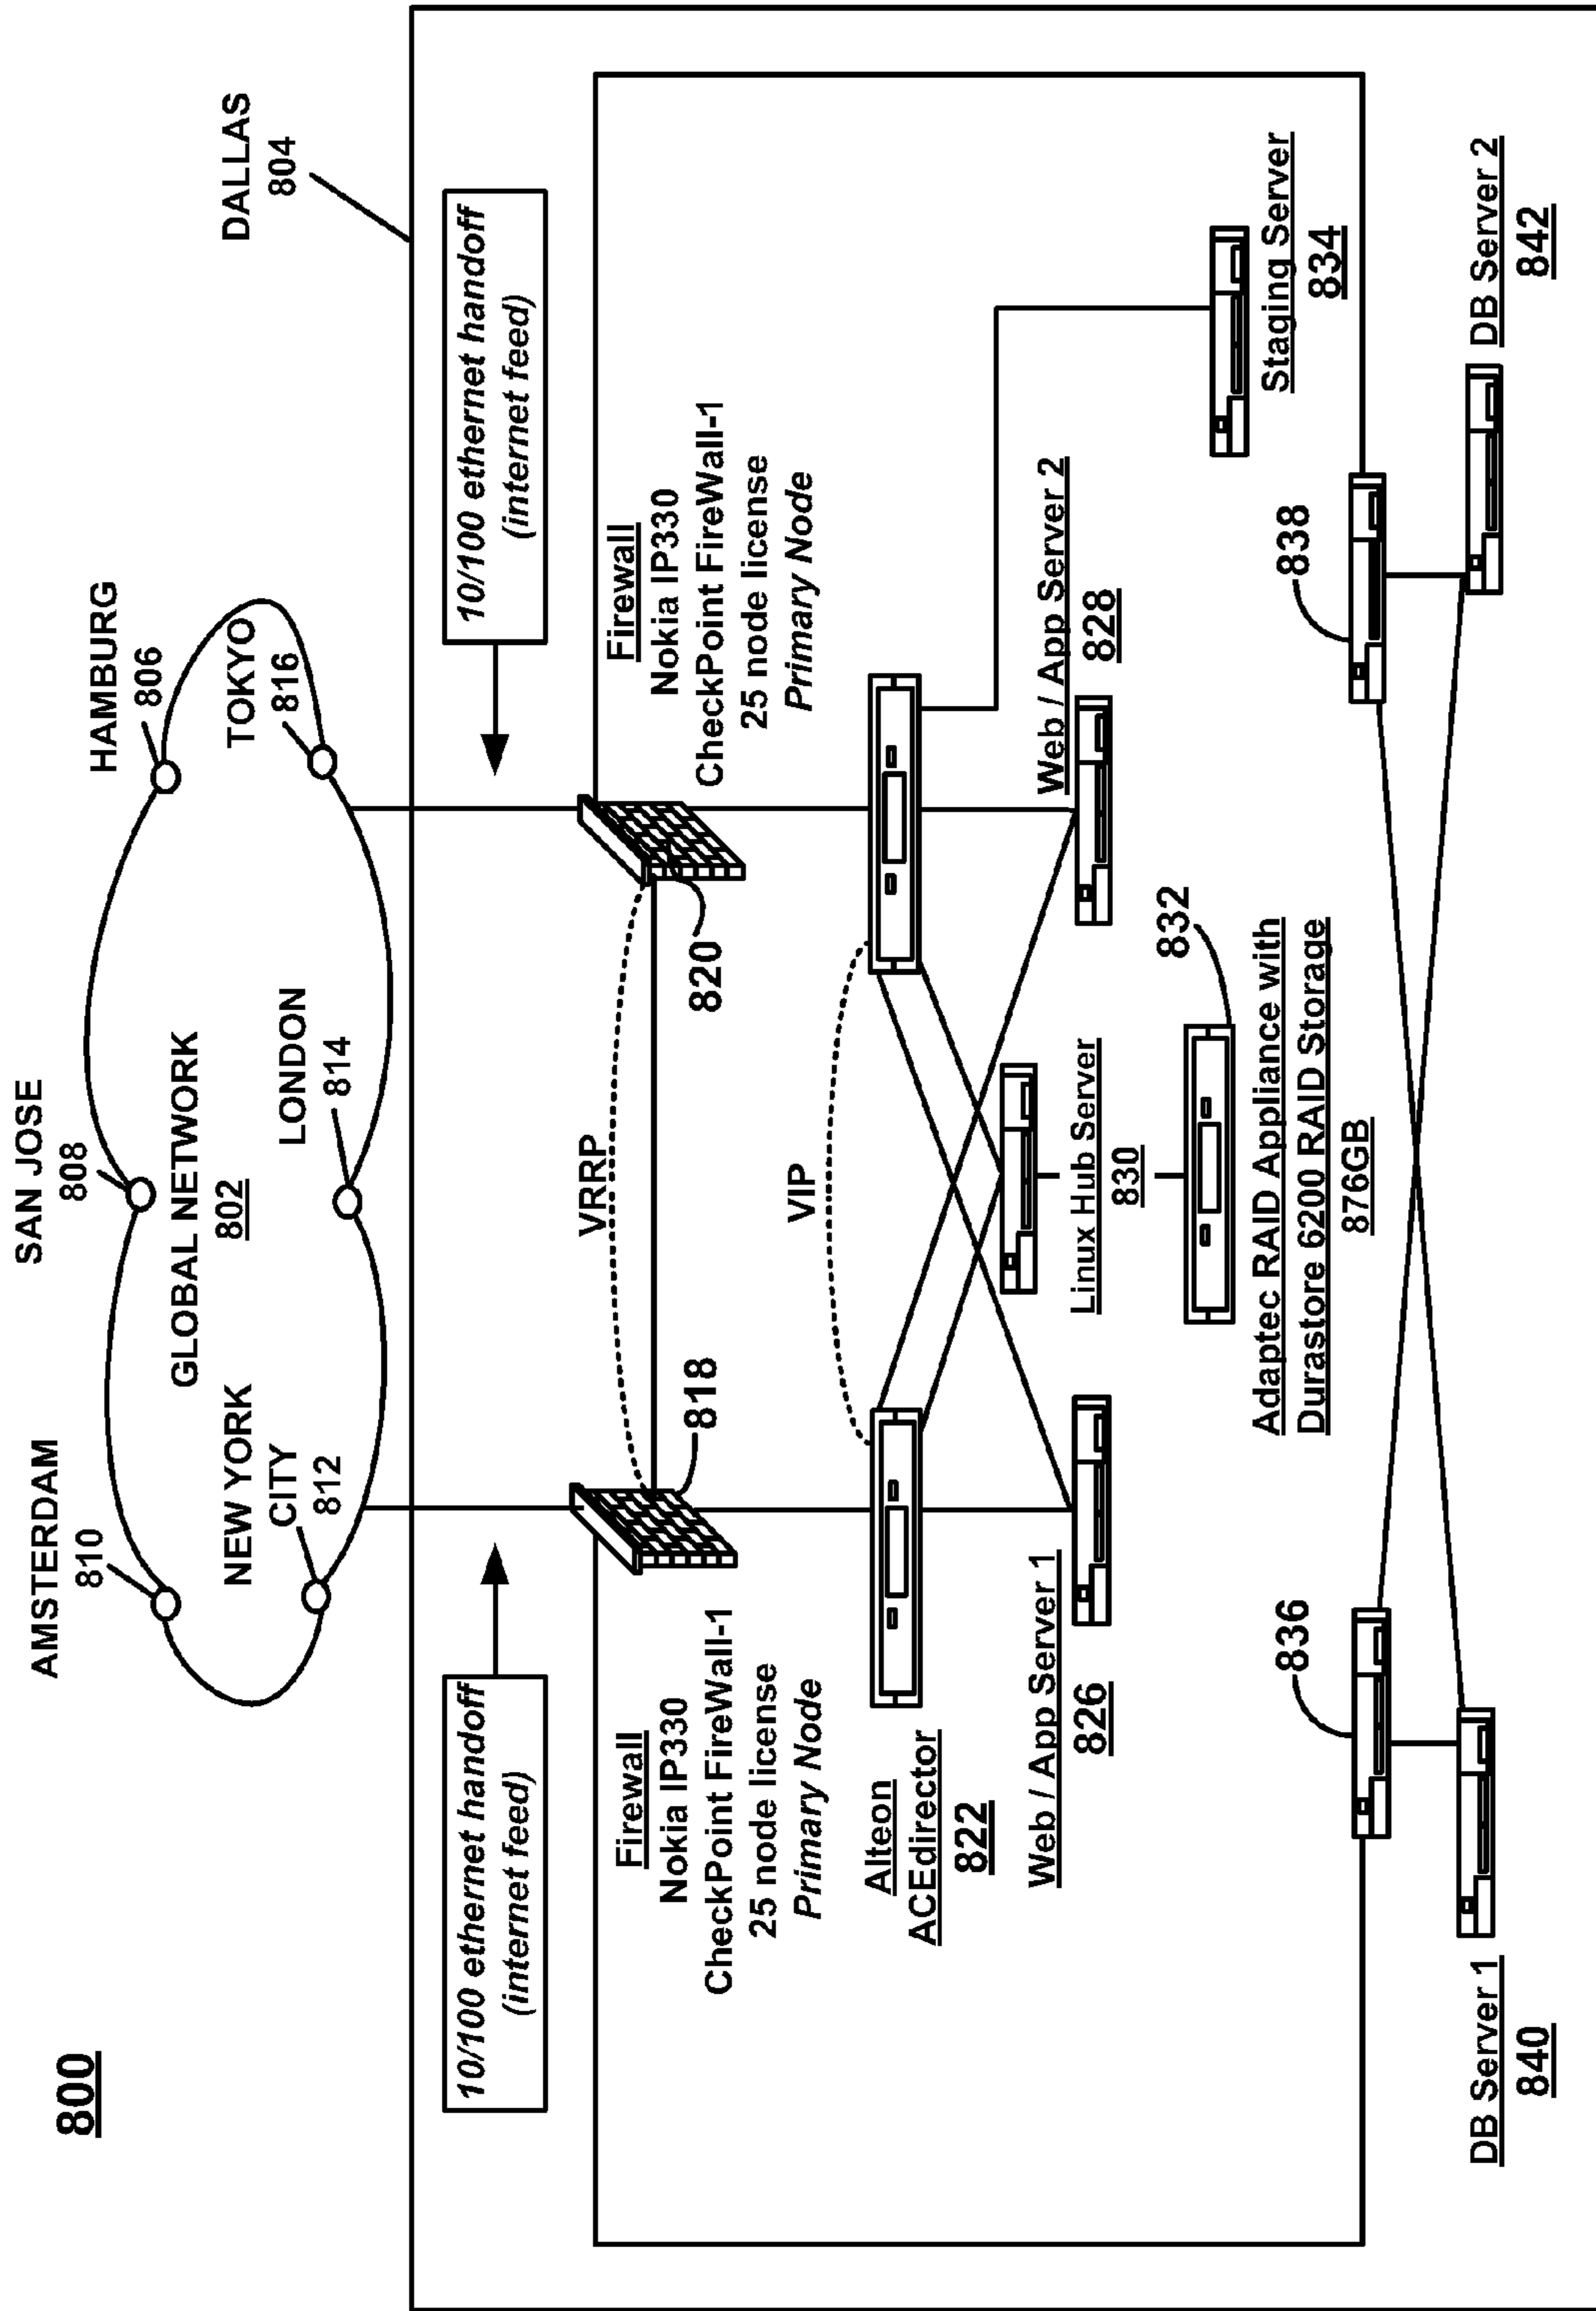 800
SAN JOSE
808
AMSTERDAM
810
HAMBURG
806
GLOBAL NETWORK
802
NEW YORK
CITY
812
LONDON
814
TOKYO
816
DALLAS
804
10/100 ethernet handoff
(internet feed)
10/100 ethernet handoff
(internet feed)
Firewall
Nokia IP330
CheckPoint FireWall-1
25 node license
Primary Node
818
VRRP
820
Firewall
Nokia IP330
CheckPoint FireWall-1
25 node license
Primary Node
Alteon
ACEdirector
822
VIP
Web / App Server 1
826
Web / App Server 2
828
Linux Hub Server
830
832
Adaptec RAID Appliance with
Durastore 6200 RAID Storage
876GB
Staging Server
834
836
838
DB Server 1
840
DB Server 2
842